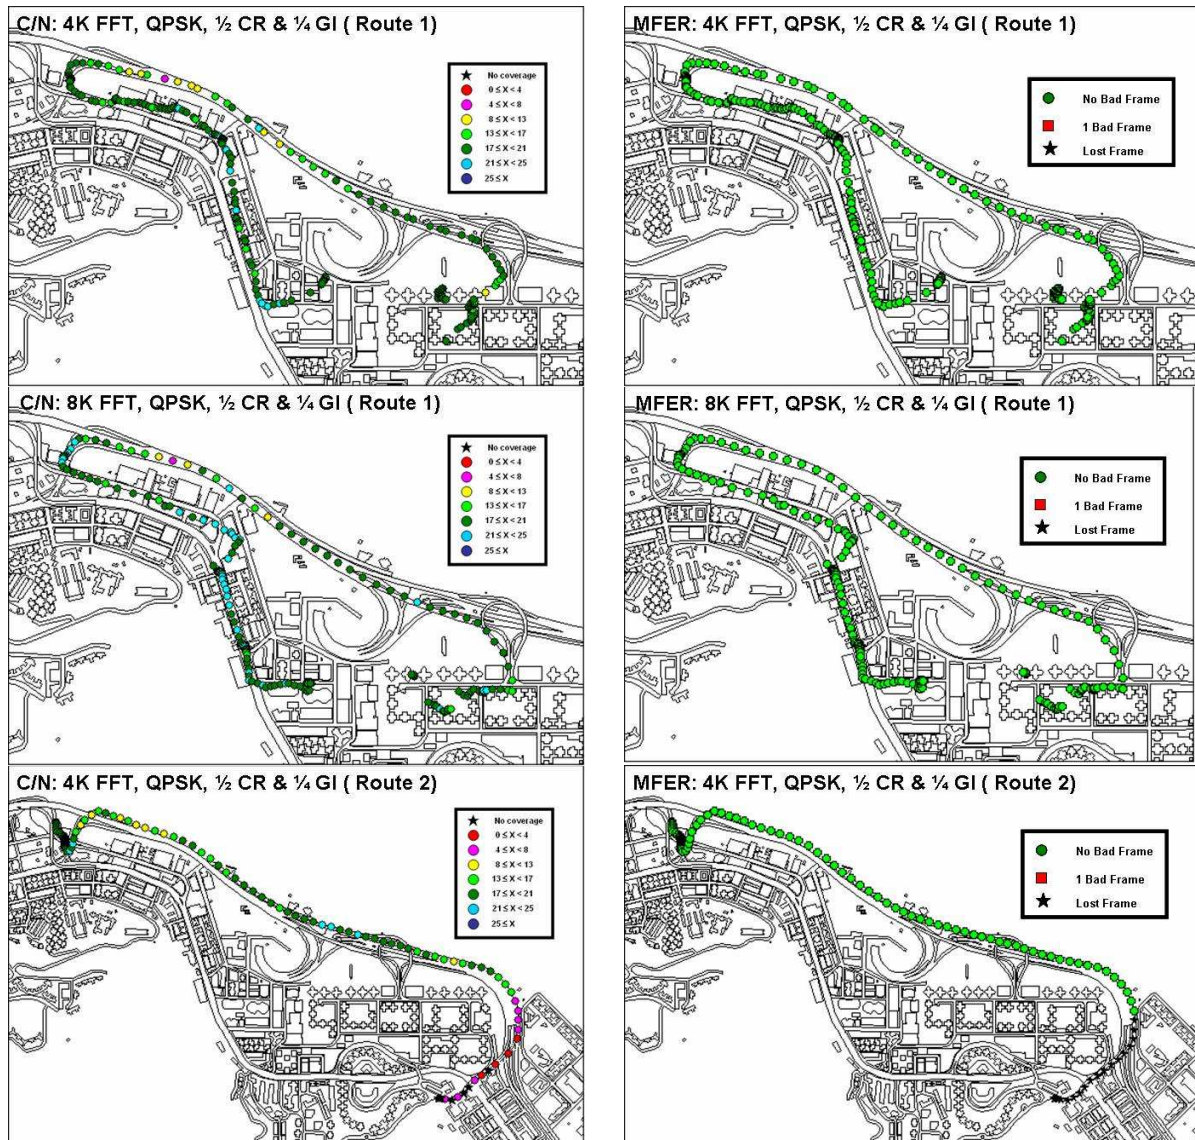 C/N: 4K FFT, QPSK, ½ CR & ¼ GI ( Route 1)
No coverage
0 ≤ X < 4
4 ≤ X < 8
8 ≤ X < 13
13 ≤ X < 17
17 ≤ X < 21
21 ≤ X < 25
25 ≤ X
MFER: 4K FFT, QPSK, ½ CR & ¼ GI ( Route 1)
No Bad Frame
1 Bad Frame
Lost Frame
C/N: 8K FFT, QPSK, ½ CR & ¼ GI ( Route 1)
No coverage
0 ≤ X < 4
4 ≤ X < 8
8 ≤ X < 13
13 ≤ X < 17
17 ≤ X < 21
21 ≤ X < 25
25 ≤ X
MFER: 8K FFT, QPSK, ½ CR & ¼ GI ( Route 1)
No Bad Frame
1 Bad Frame
Lost Frame
C/N: 4K FFT, QPSK, ½ CR & ¼ GI ( Route 2)
No coverage
0 ≤ X < 4
4 ≤ X < 8
8 ≤ X < 13
13 ≤ X < 17
17 ≤ X < 21
21 ≤ X < 25
25 ≤ X
MFER: 4K FFT, QPSK, ½ CR & ¼ GI ( Route 2)
No Bad Frame
1 Bad Frame
Lost Frame